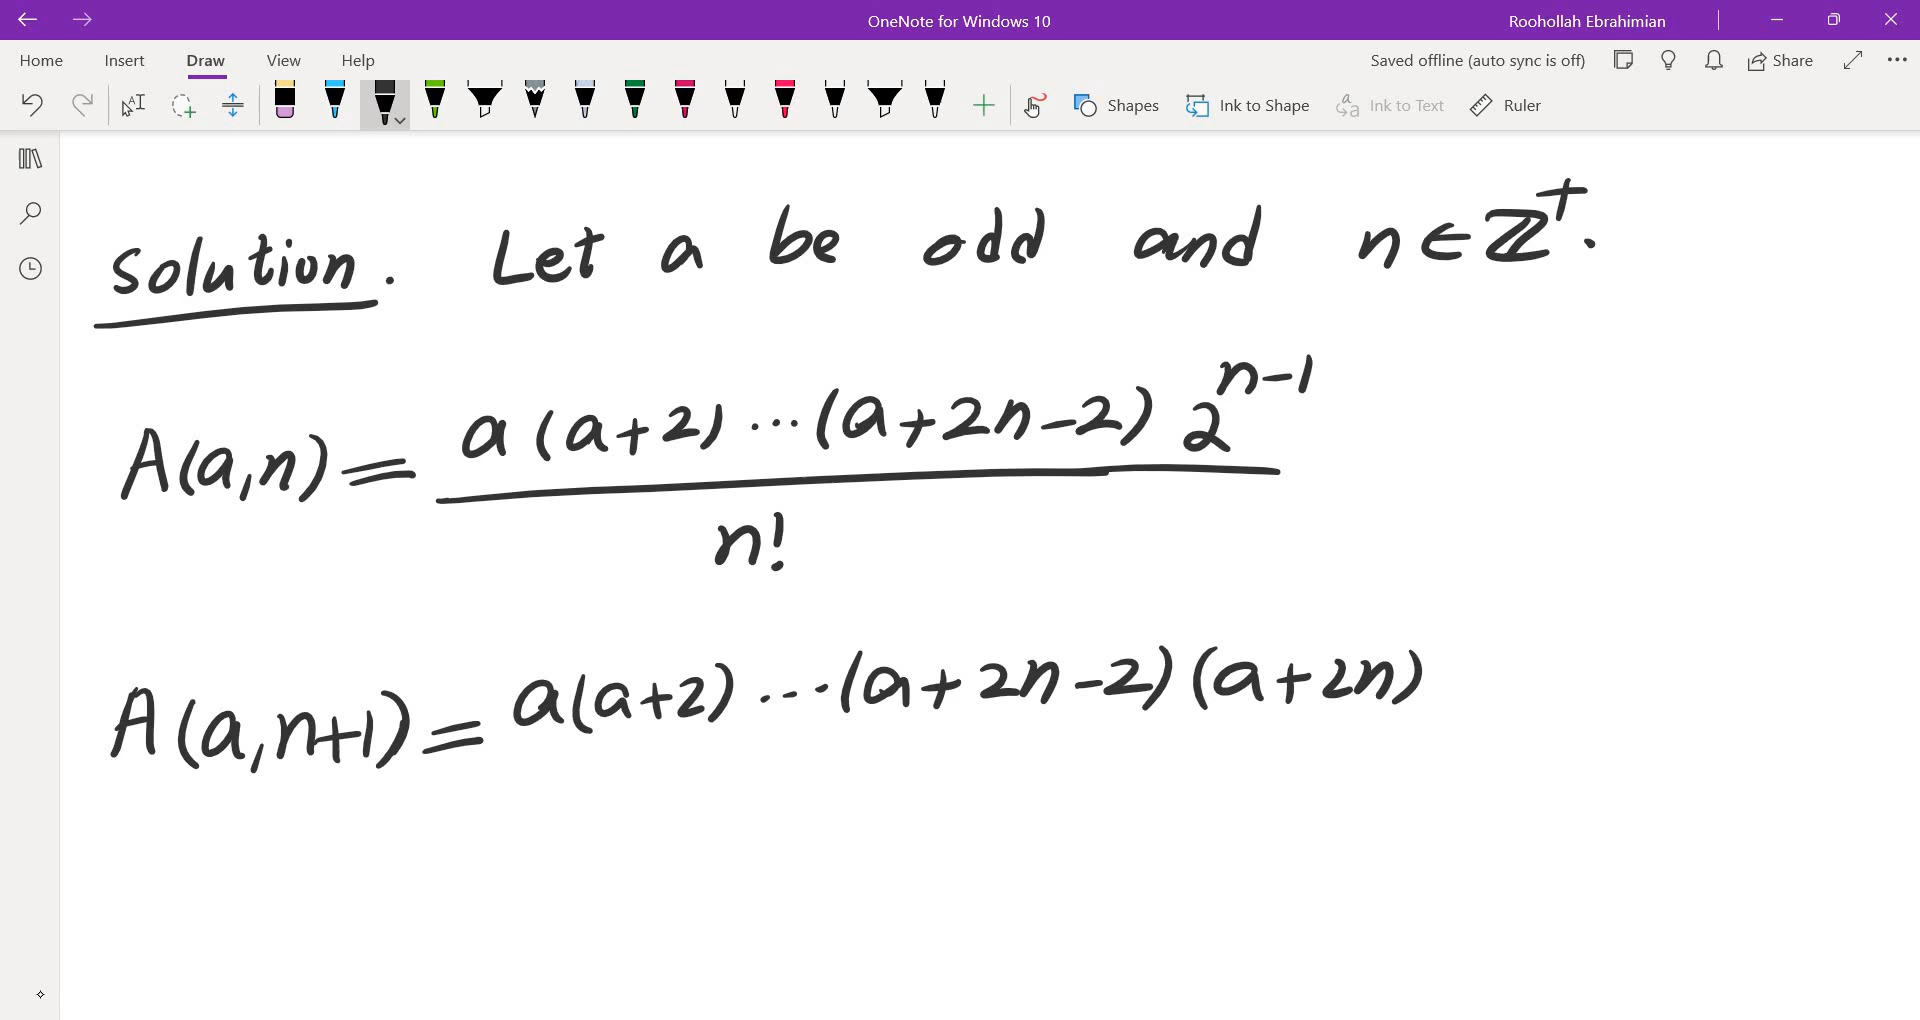 OneNote for Windows 10 Roohollah Ebrahimian
Home Insert Draw View Help Saved offline (auto sync is off) Share
Shapes Ink to Shape Ink to Text Ruler
Solution. Let a be odd and n ∈ ℤ⁺.
A(a,n) = a(a+2) ... (a+2n-2) 2^{n-1}
n!
A(a,n+1) = a(a+2) ... (a+2n-2)(a+2n)